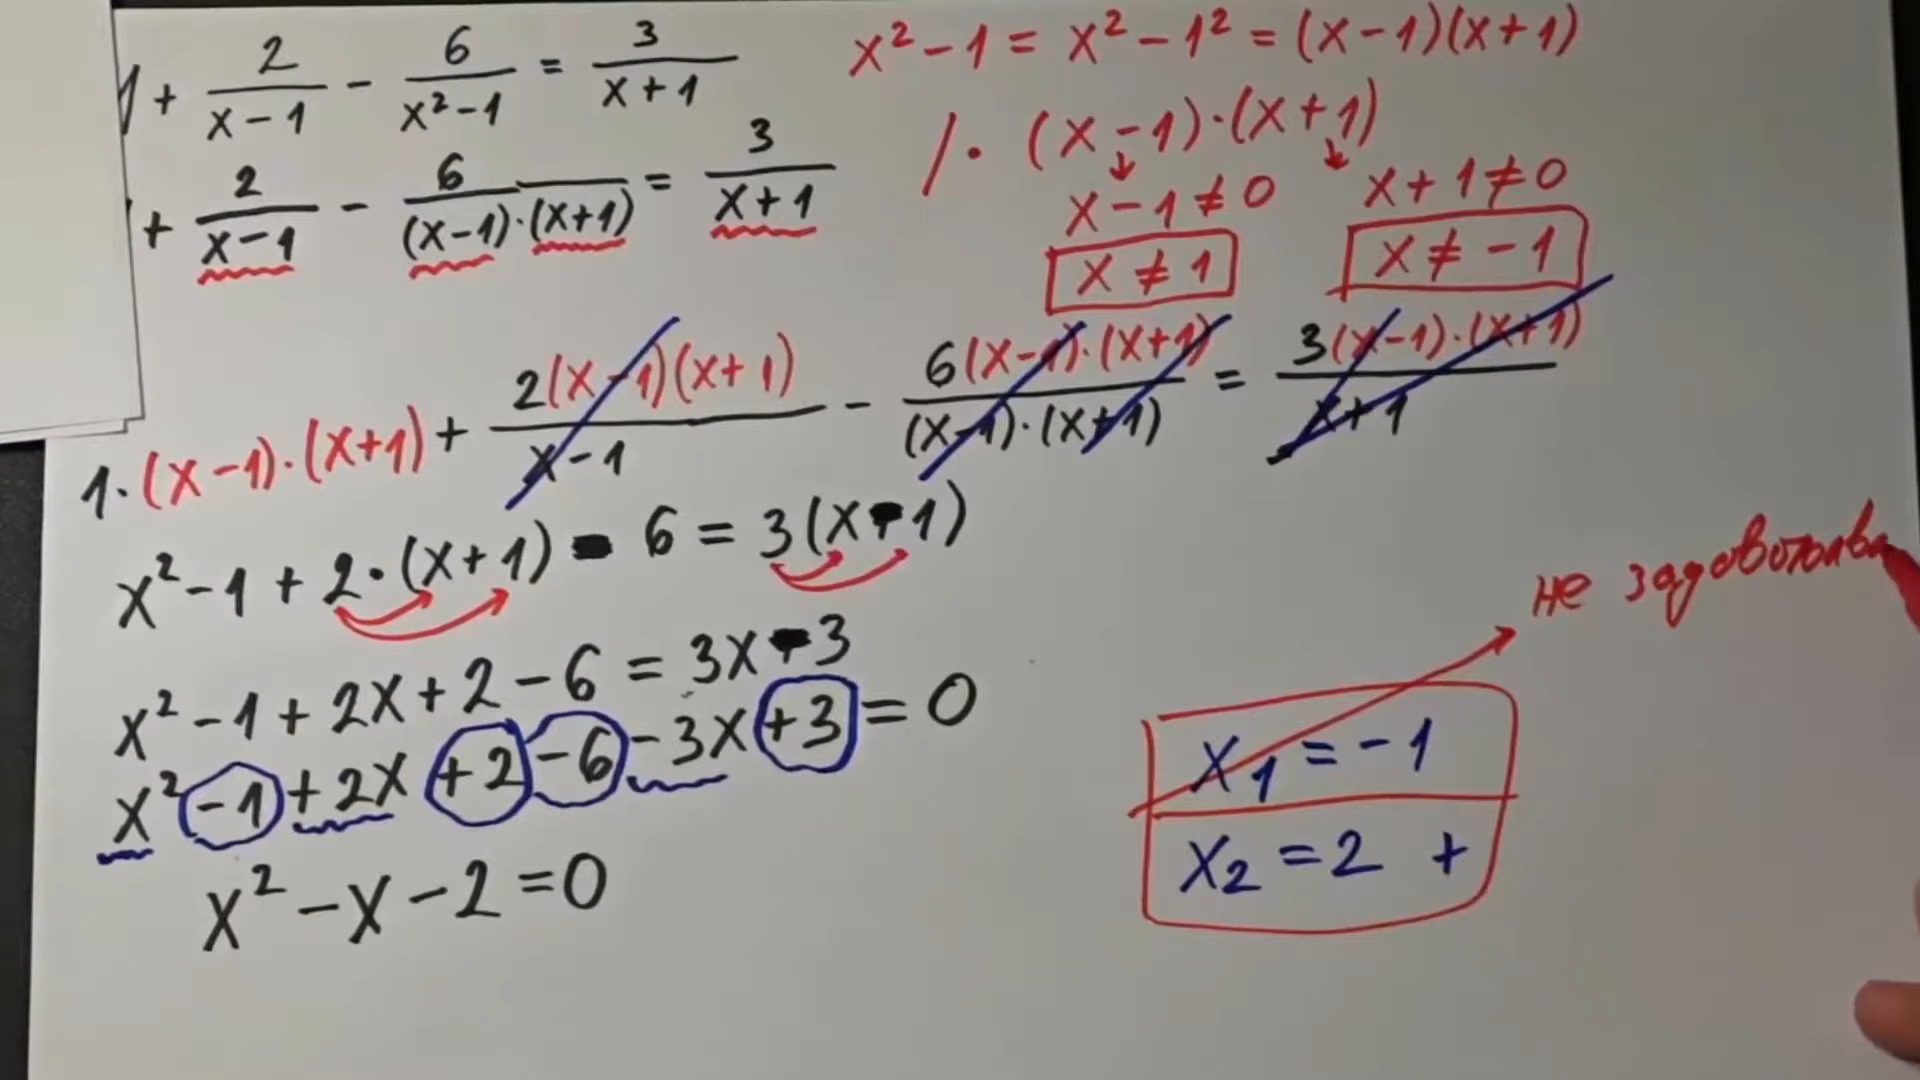 1 + 2/(x-1) - 6/(x²-1) = 3/(x+1)
x² - 1 = x² - 1² = (x-1)(x+1)
+ 2/(x-1) - 6/((x-1)·(x+1)) = 3/(x+1)
/· (x-1)·(x+1)
x - 1 ≠ 0
x + 1 ≠ 0
x ≠ 1
x ≠ -1
1·(x-1)·(x+1) + 2(x-1)(x+1)/(x-1) - 6(x-1)·(x+1)/((x-1)·(x+1)) = 3(x-1)·(x+1)/(x+1)
x² - 1 + 2·(x+1) - 6 = 3(x-1)
x² - 1 + 2x + 2 - 6 = 3x - 3
x² - 1 + 2x + 2 - 6 - 3x + 3 = 0
x² - x - 2 = 0
не
x₁ = -1
x₂ = 2 +